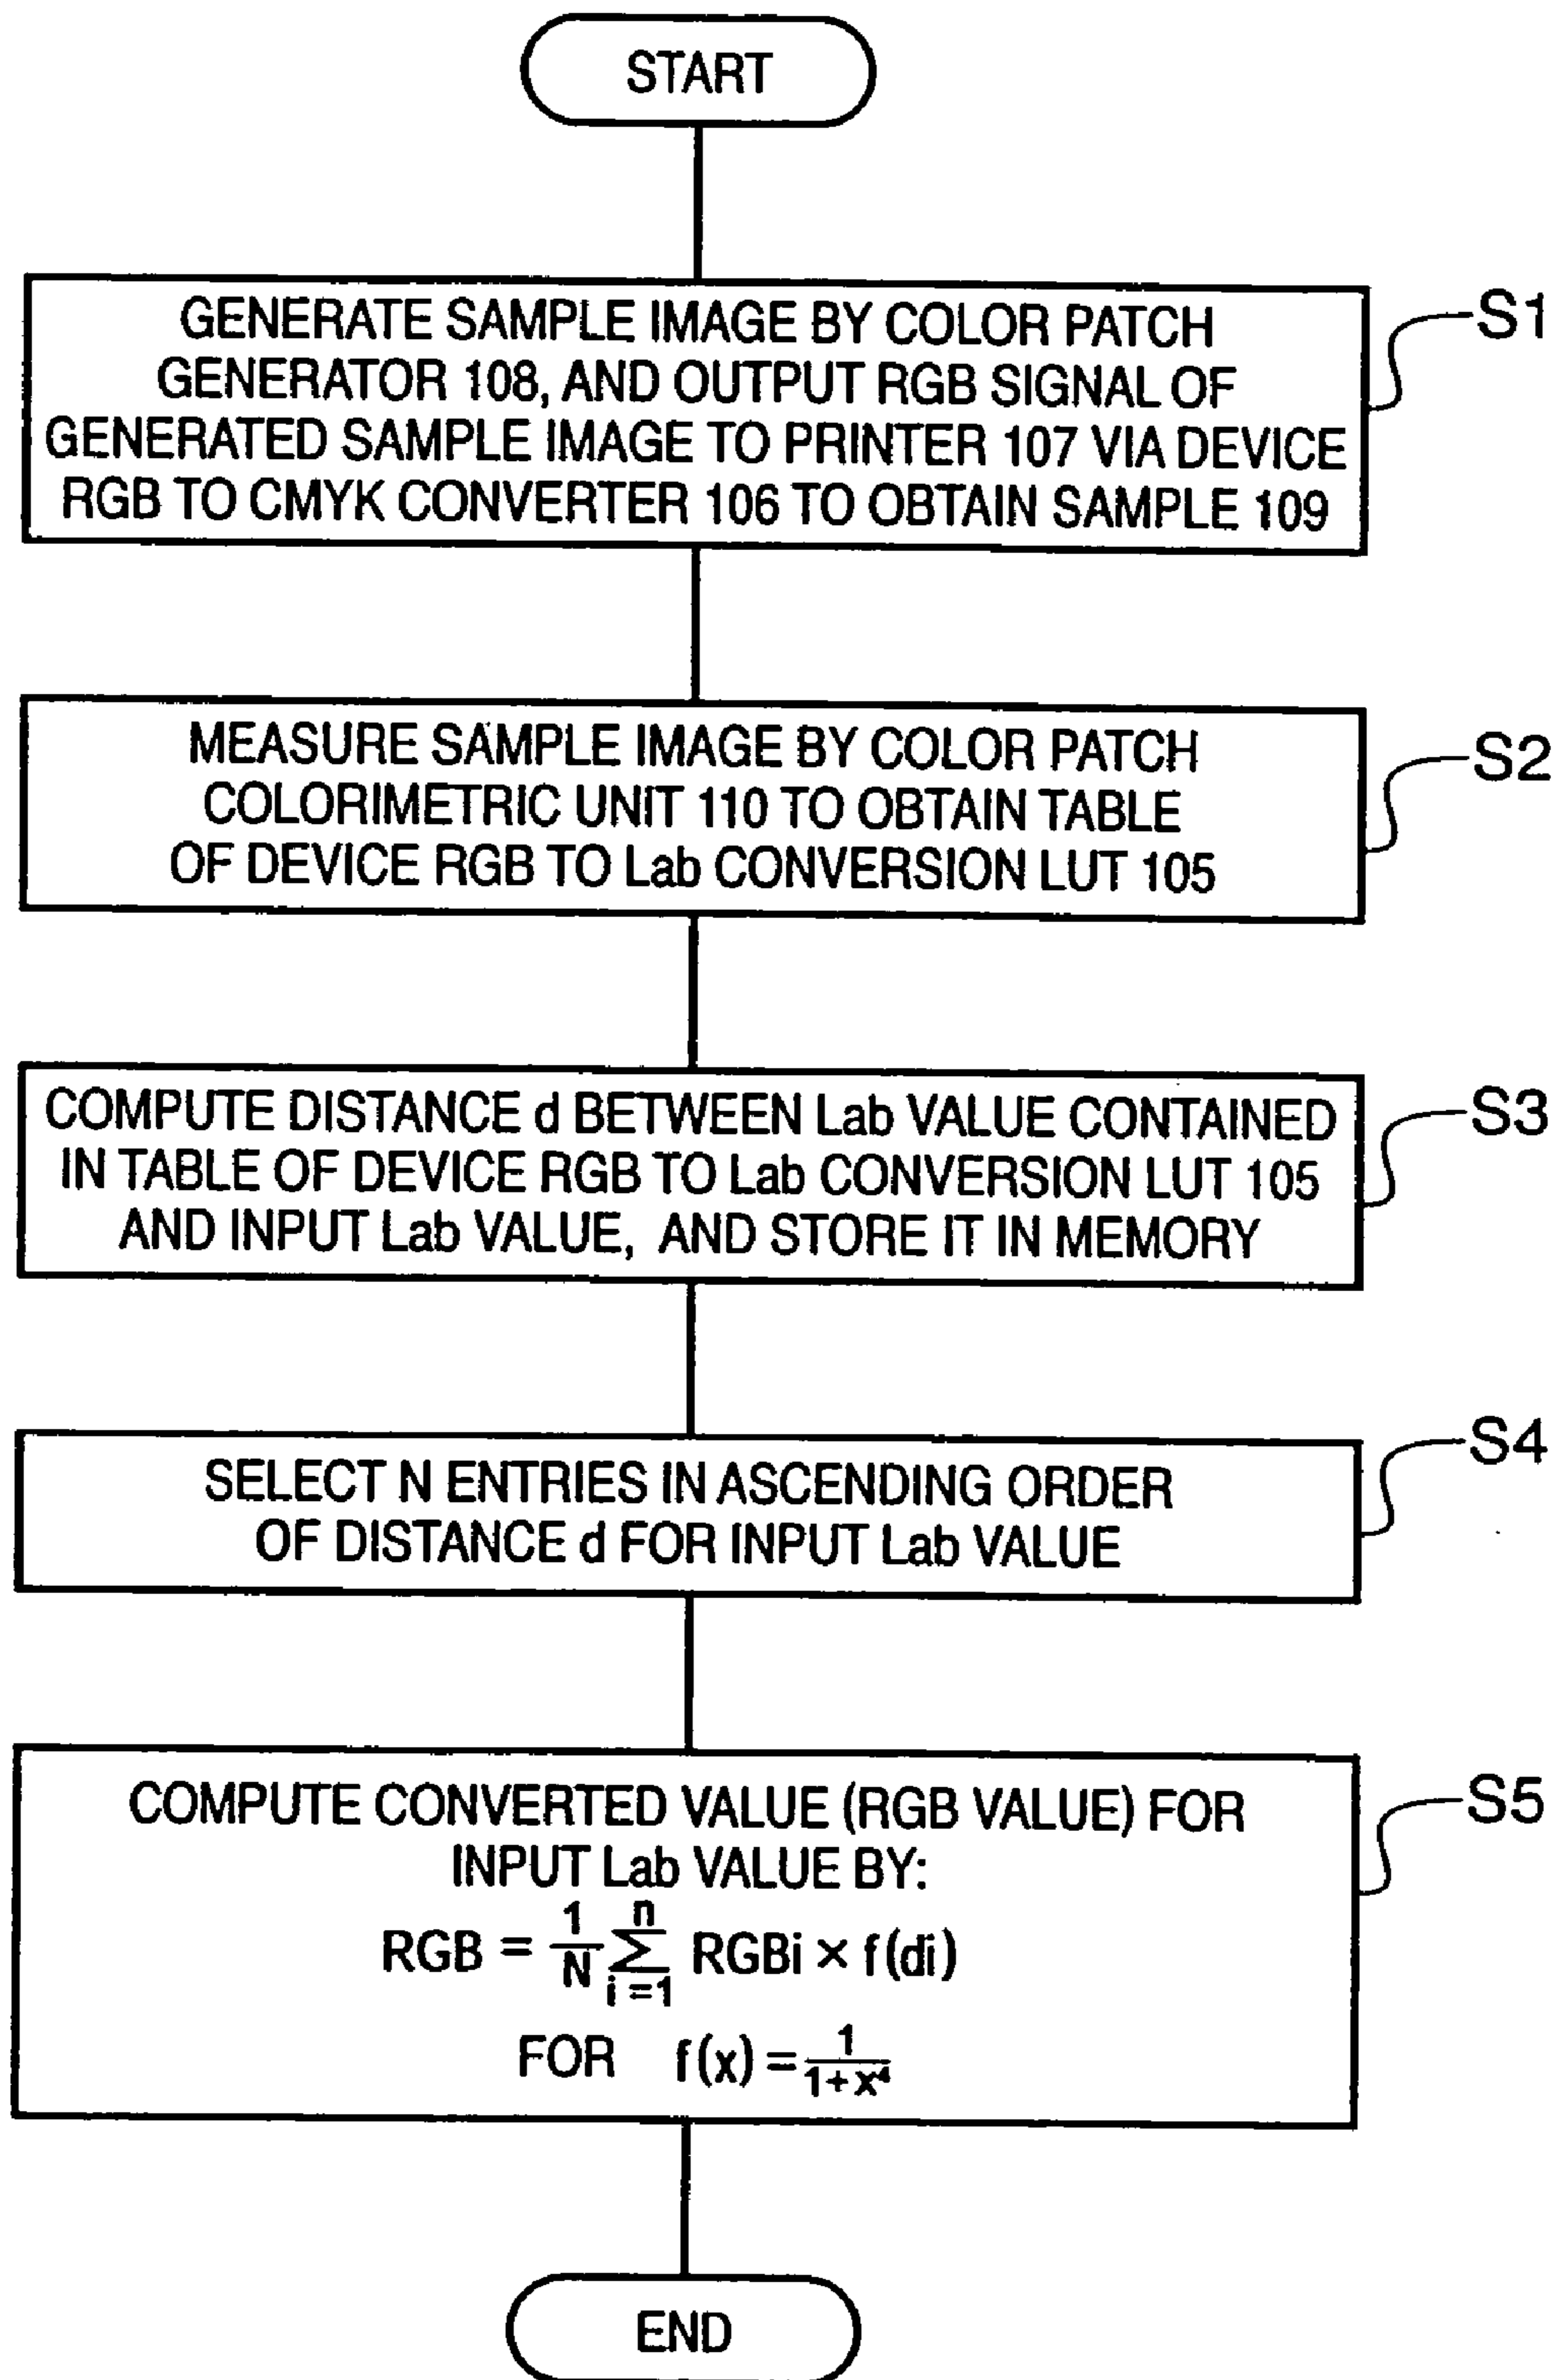 START
GENERATE SAMPLE IMAGE BY COLOR PATCH
GENERATOR 108, AND OUTPUT RGB SIGNAL OF
GENERATED SAMPLE IMAGE TO PRINTER 107 VIA DEVICE
RGB TO CMYK CONVERTER 106 TO OBTAIN SAMPLE 109
S1
MEASURE SAMPLE IMAGE BY COLOR PATCH
COLORIMETRIC UNIT 110 TO OBTAIN TABLE
OF DEVICE RGB TO Lab CONVERSION LUT 105
S2
COMPUTE DISTANCE d BETWEEN Lab VALUE CONTAINED
IN TABLE OF DEVICE RGB TO Lab CONVERSION LUT 105
AND INPUT Lab VALUE, AND STORE IT IN MEMORY
S3
SELECT N ENTRIES IN ASCENDING ORDER
OF DISTANCE d FOR INPUT Lab VALUE
S4
COMPUTE CONVERTED VALUE (RGB VALUE) FOR
INPUT Lab VALUE BY:
RGB = 1/N Σ i=1 n RGBi × f(di)
FOR f(x) = 1/1+x⁴
S5
END